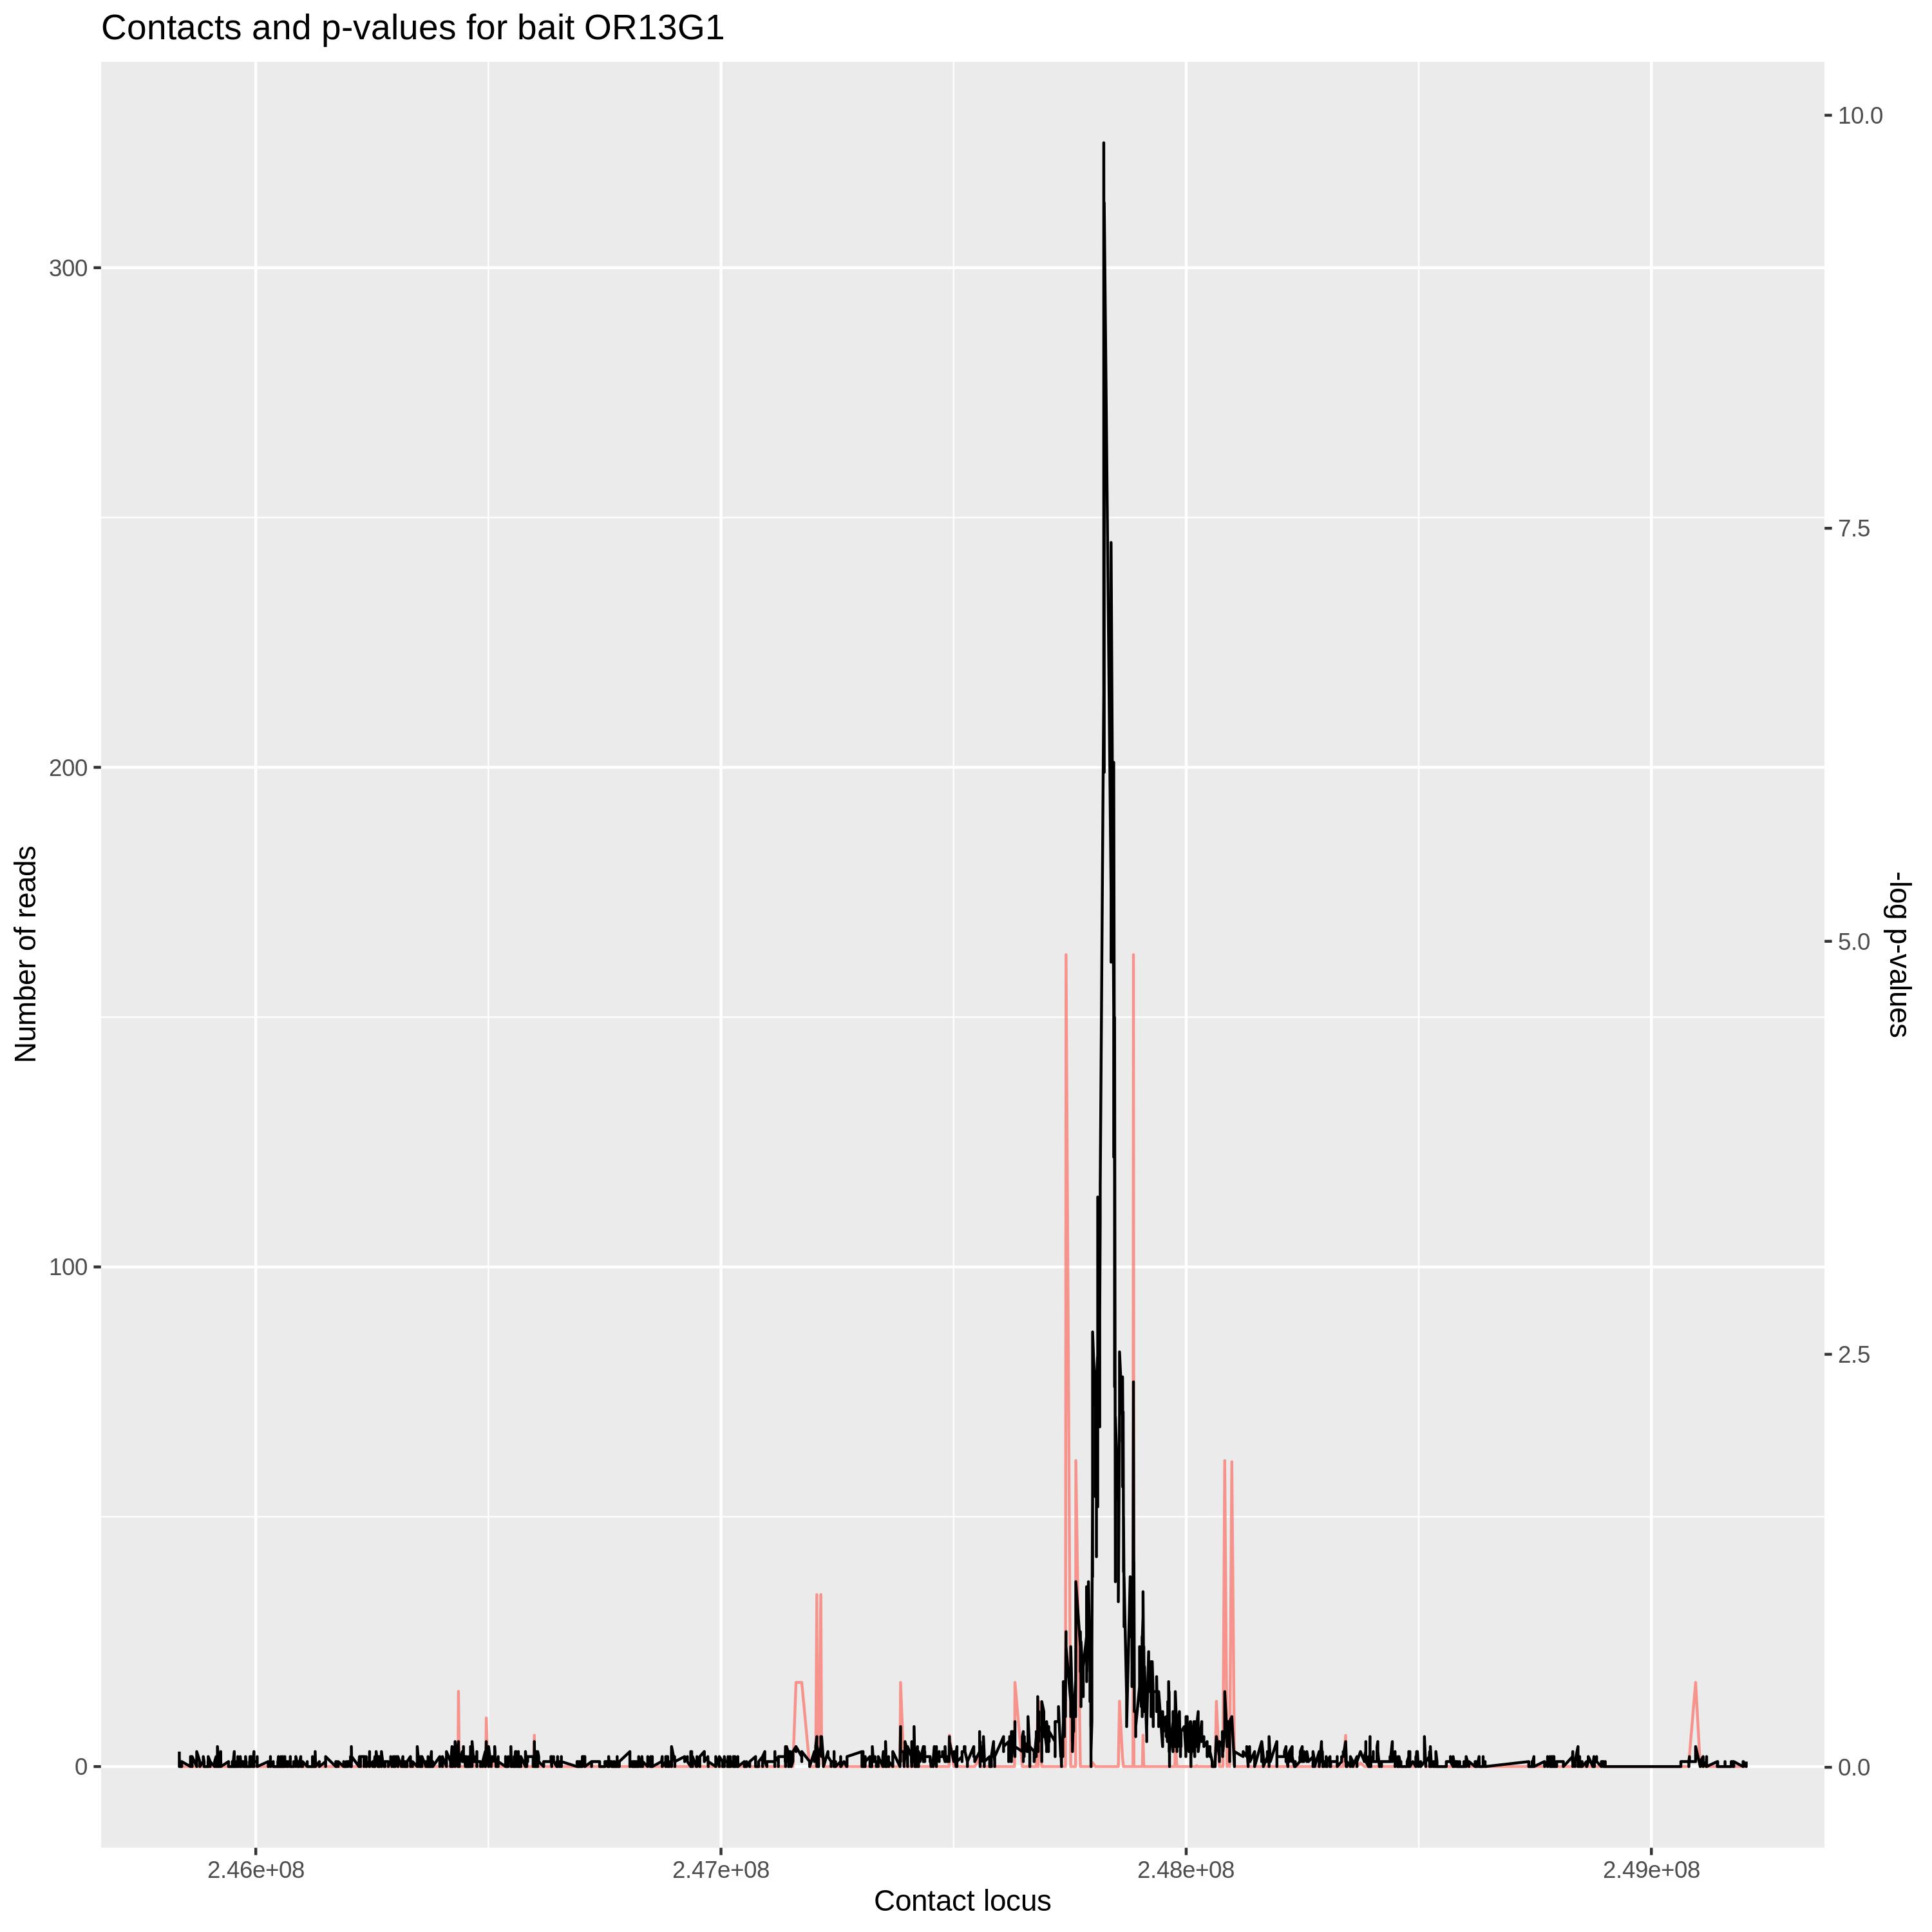 Contacts and p-values for bait OR13G1
Number of reads
300
200
100
0
10.0
7.5
5.0
2.5
0.0
-log p-values
2.46e+08
2.47e+08
2.48e+08
2.49e+08
Contact locus